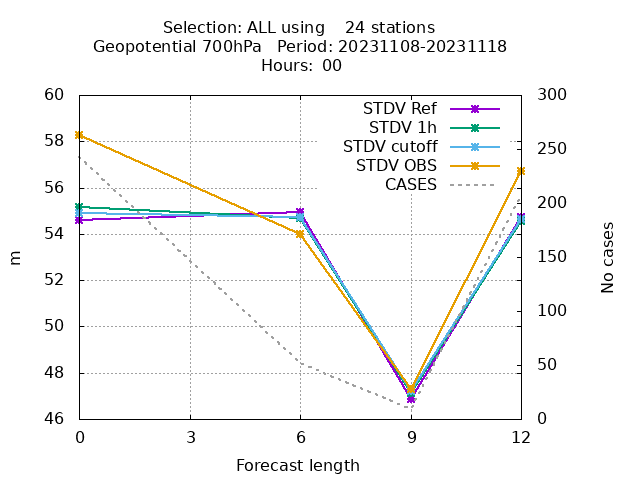 Selection: ALL using    24 stations
Geopotential 700hPa   Period: 20231108-20231118
Hours: 00
STDV Ref
STDV 1h
STDV cutoff
STDV OBS
CASES
60
58
56
54
52
50
48
46
300
250
200
150
100
50
0
m
No cases
0 3 6 9 12
Forecast length